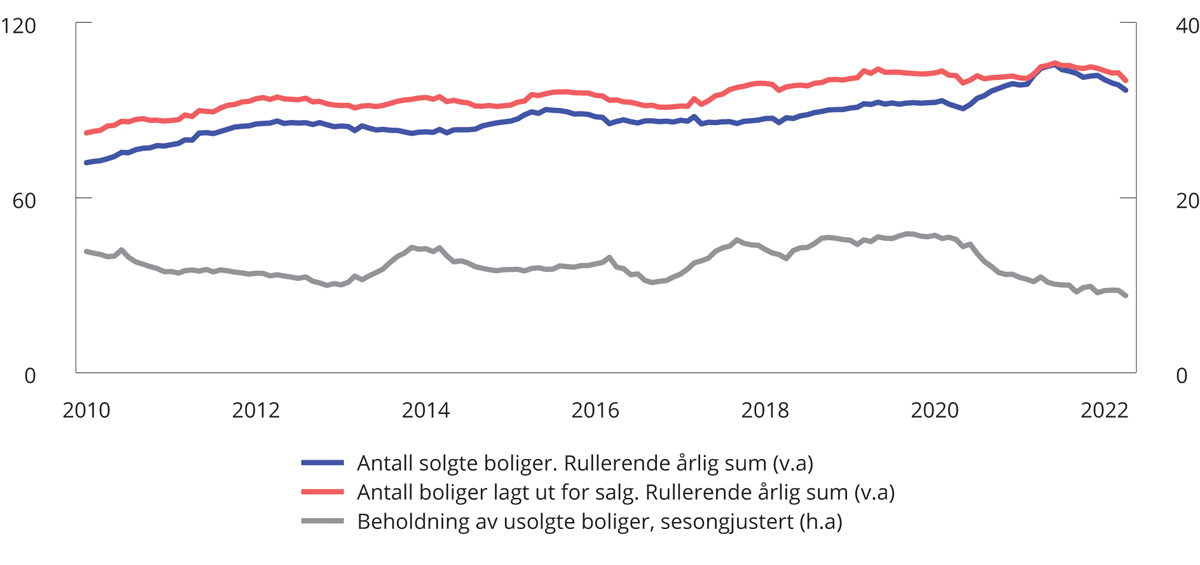 120
40
60
20
0
0
2010 2012 2014 2016 2018 2020 2022
Antall solgte boliger. Rullerende årlig sum (v.a)
Antall boliger lagt ut for salg. Rullerende årlig sum (v.a)
Beholdning av usolgte boliger, sesongjustert (h.a)